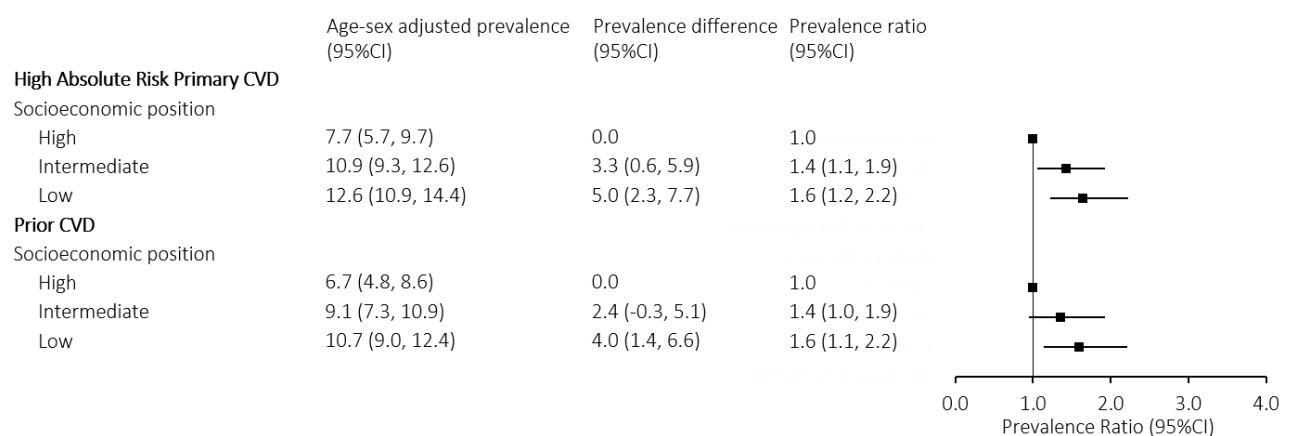 Age-sex adjusted prevalence (95%CI) Prevalence difference (95%CI) Prevalence ratio (95%CI)
High Absolute Risk Primary CVD
Socioeconomic position
High 7.7 (5.7, 9.7) 0.0 1.0
Intermediate 10.9 (9.3, 12.6) 3.3 (0.6, 5.9) 1.4 (1.1, 1.9)
Low 12.6 (10.9, 14.4) 5.0 (2.3, 7.7) 1.6 (1.2, 2.2)
Prior CVD
Socioeconomic position
High 6.7 (4.8, 8.6) 0.0 1.0
Intermediate 9.1 (7.3, 10.9) 2.4 (-0.3, 5.1) 1.4 (1.0, 1.9)
Low 10.7 (9.0, 12.4) 4.0 (1.4, 6.6) 1.6 (1.1, 2.2)
0.0 1.0 2.0 3.0 4.0
Prevalence Ratio (95%CI)